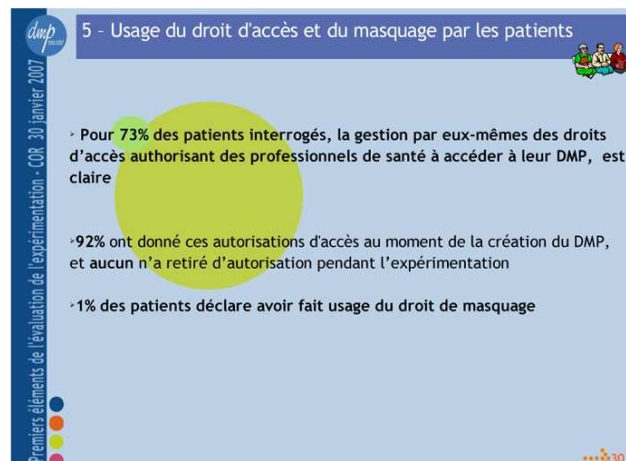 dmp
5 - Usage du droit d'accès et du masquage par les patients
Premiers éléments de l'évaluation de l'expérimentation - COR 30 janvier 2007
Pour 73% des patients interrogés, la gestion par eux-mêmes des droits
d'accès authorisant des professionnels de santé à accéder à leur DMP, est
claire
92% ont donné ces autorisations d'accès au moment de la création du DMP,
et aucun n'a retiré d'autorisation pendant l'expérimentation
1% des patients déclare avoir fait usage du droit de masquage
30